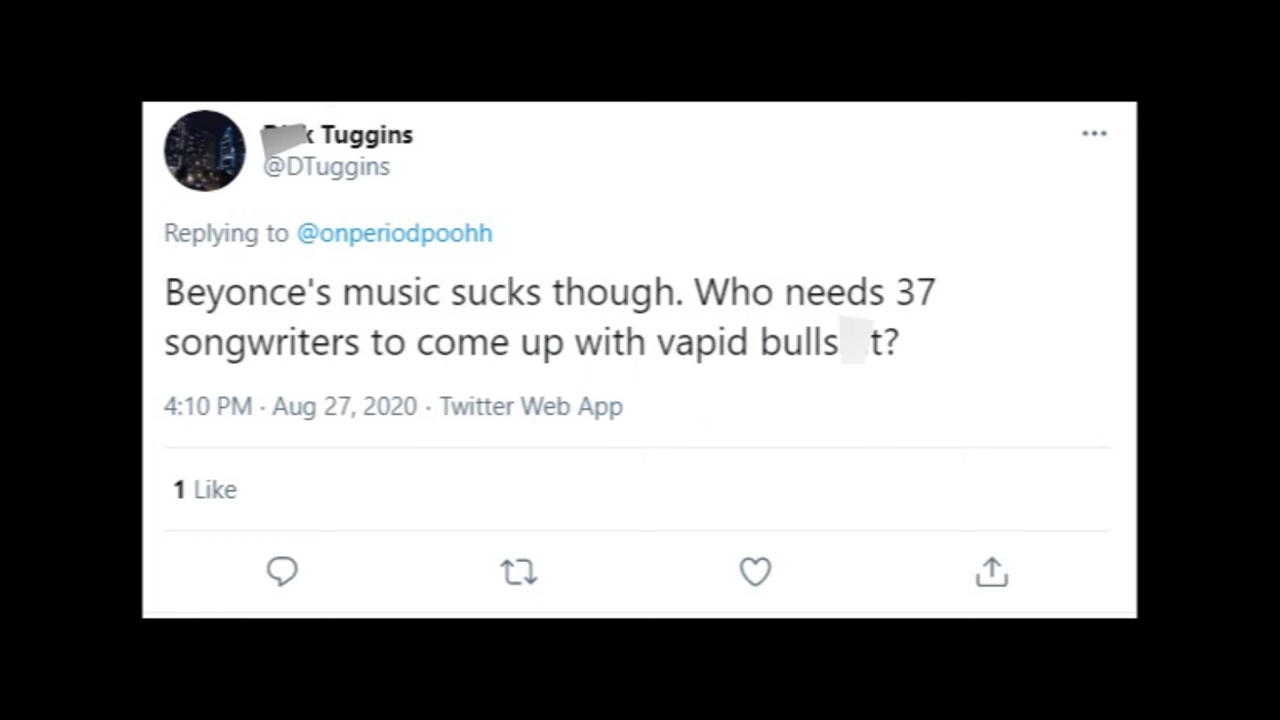 Tuggins
@DTuggins
Replying to @onperiodpoohh
Beyonce's music sucks though. Who needs 37
songwriters to come up with vapid bulls t?
4:10 PM · Aug 27, 2020 · Twitter Web App
1 Like